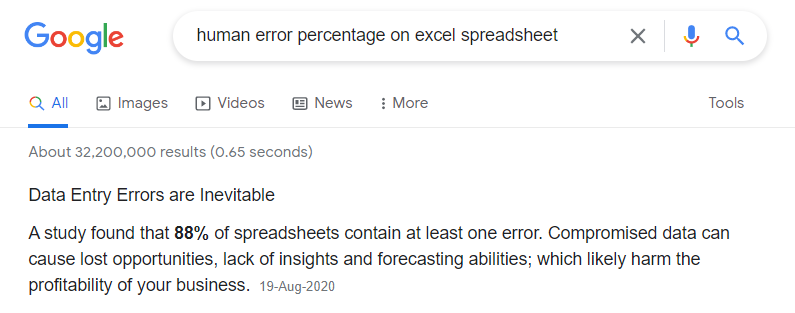 Google
human error percentage on excel spreadsheet
All Images Videos News More Tools
About 32,200,000 results (0.65 seconds)
Data Entry Errors are Inevitable
A study found that 88% of spreadsheets contain at least one error. Compromised data can
cause lost opportunities, lack of insights and forecasting abilities; which likely harm the
profitability of your business. 19-Aug-2020